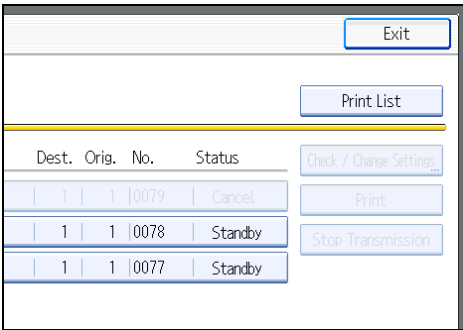 Exit
Print List
Dest. Orig. No. Status
Check / Change Settings...
1 1 0079 Cancel
Print
1 1 0078 Standby
Stop Transmission
1 1 0077 Standby